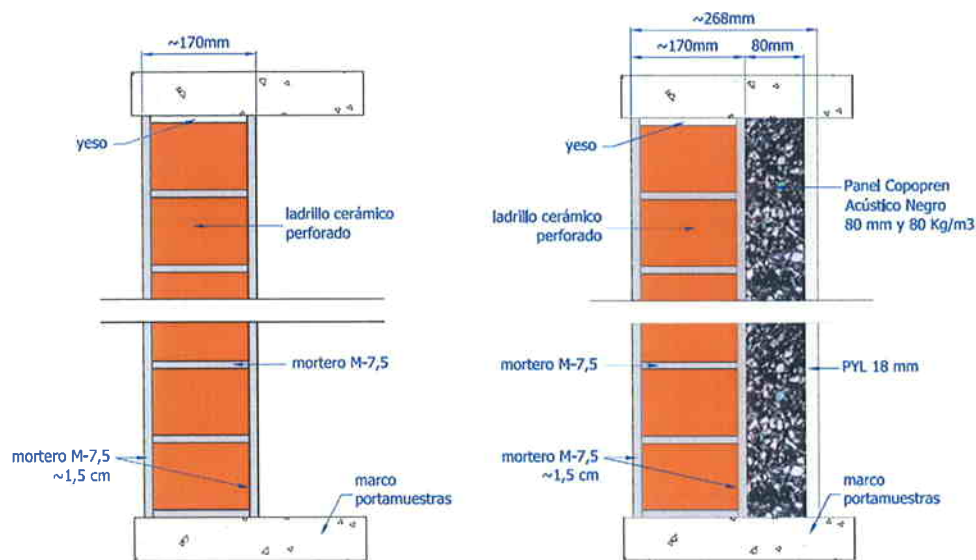 ~170mm
yeso
ladrillo cerámico
perforado
mortero M-7,5
mortero M-7,5
~1,5 cm
marco
portamuestras
~268mm
~170mm
80mm
yeso
Panel Copopren
Acústico Negro
80 mm y 80 Kg/m3
ladrillo cerámico
perforado
mortero M-7,5
PYL 18 mm
mortero M-7,5
~1,5 cm
marco
portamuestras